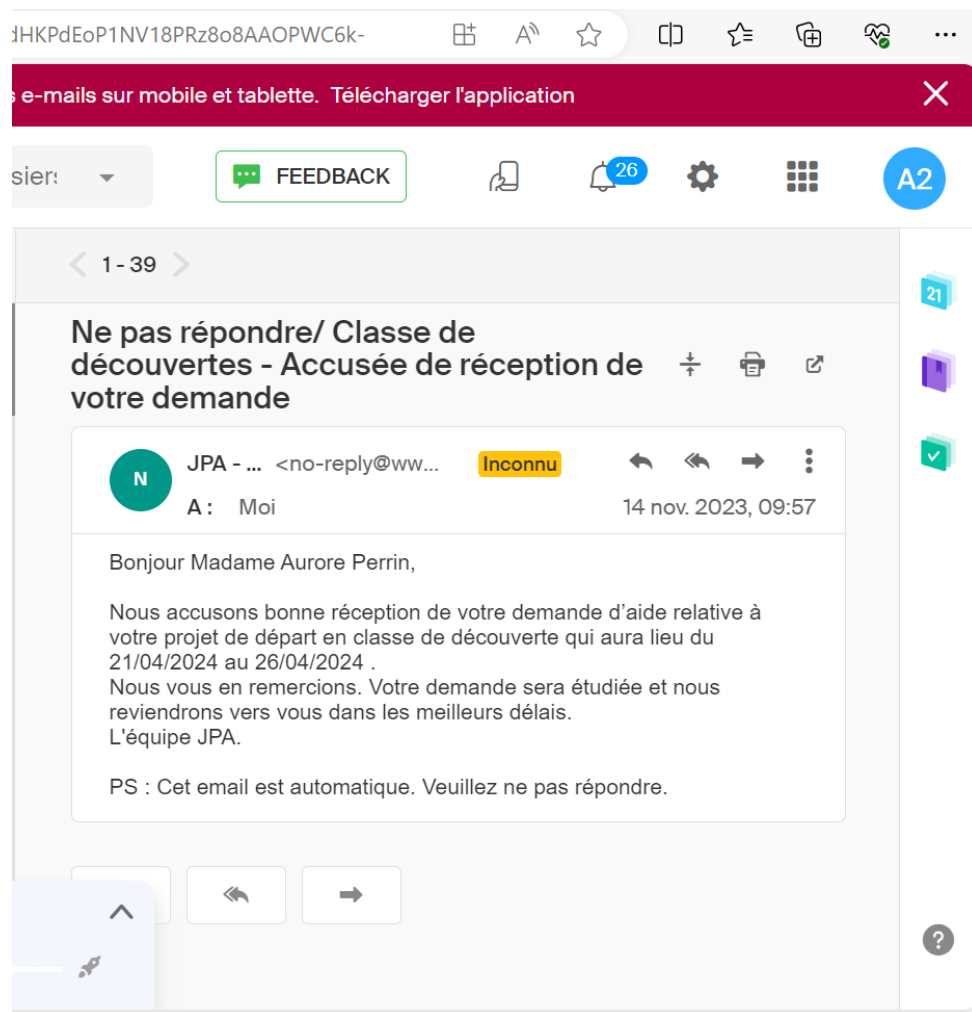 dHKPdEoP1NV18PRz8o8AAOPWC6k-
s e-mails sur mobile et tablette. Télécharger l'application
siers
FEEDBACK
26
A2
1 - 39
21
Ne pas répondre/ Classe de
découvertes - Accusée de réception de
votre demande
N
JPA - ... <no-reply@ww...
Inconnu
A : Moi
14 nov. 2023, 09:57
Bonjour Madame Aurore Perrin,
Nous accusons bonne réception de votre demande d’aide relative à
votre projet de départ en classe de découverte qui aura lieu du
21/04/2024 au 26/04/2024 .
Nous vous en remercions. Votre demande sera étudiée et nous
reviendrons vers vous dans les meilleurs délais.
L'équipe JPA.
PS : Cet email est automatique. Veuillez ne pas répondre.